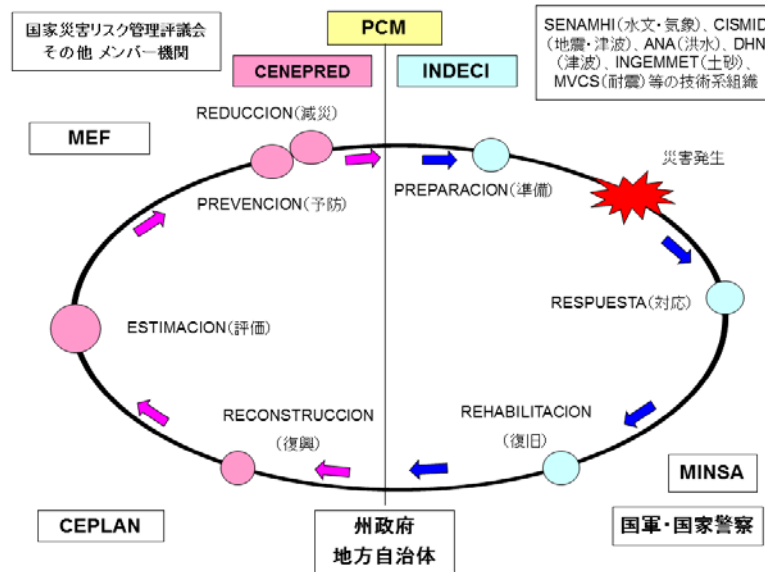 国家災害リスク管理評議会
その他 メンバー機関
PCM
SENAMHI(水文・気象)、CISMID
(地震・津波)、ANA(洪水)、DHN
(津波)、INGEMMET(土砂)、
MVCS(耐震)等の技術系組織
CENEPRED
INDECI
REDUCCION(減災)
MEF
災害発生
PREVENCION(予防)
PREPARACION(準備)
ESTIMACION(評価)
RESPUESTA(対応)
RECONSTRUCCION
(復興)
REHABILITACION
(復旧)
MINSA
CEPLAN
州政府
地方自治体
国軍・国家警察